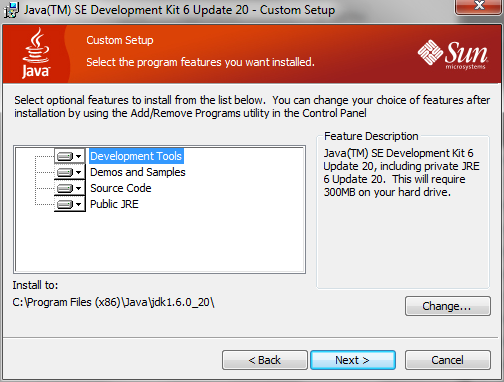 Java(TM) SE Development Kit 6 Update 20 - Custom Setup
Java™
Custom Setup
Select the program features you want installed.
Sun
microsystems
Select optional features to install from the list below. You can change your choice of features after
installation by using the Add/Remove Programs utility in the Control Panel
Development Tools
Demos and Samples
Source Code
Public JRE
Feature Description
Java(TM) SE Development Kit 6
Update 20, including private JRE
6 Update 20. This will require
300MB on your hard drive.
Install to:
C:\Program Files (x86)\Java\jdk1.6.0_20\
Change...
< Back
Next >
Cancel